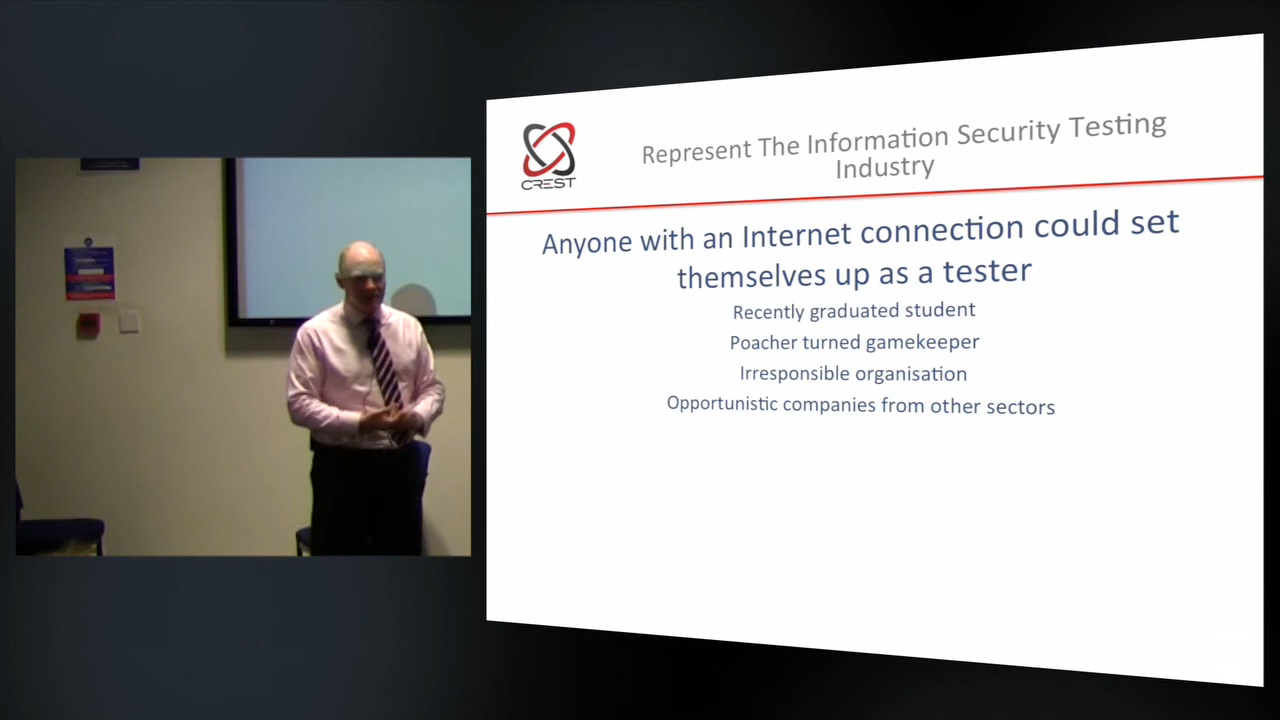 CREST
Represent The Information Security Testing
Industry
Anyone with an Internet connection could set
themselves up as a tester
Recently graduated student
Poacher turned gamekeeper
Irresponsible organisation
Opportunistic companies from other sectors